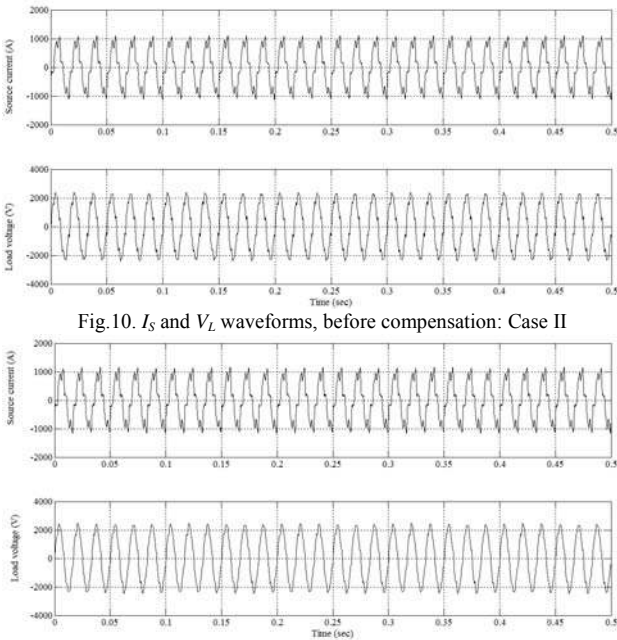 2000
1000
0
-1000
-2000
Source current (A)
0 0.05 0.1 0.15 0.2 0.25 0.3 0.35 0.4 0.45 0.5
4000
2000
0
-2000
-4000
Load voltage (V)
0 0.05 0.1 0.15 0.2 0.25 0.3 0.35 0.4 0.45 0.5
Time (sec)
Fig.10. IS and VL waveforms, before compensation: Case II
2000
1000
0
-1000
-2000
Source current (A)
0 0.05 0.1 0.15 0.2 0.25 0.3 0.35 0.4 0.45 0.5
4000
2000
0
-2000
-4000
Load voltage (V)
0 0.05 0.1 0.15 0.2 0.25 0.3 0.35 0.4 0.45 0.5
Time (sec)